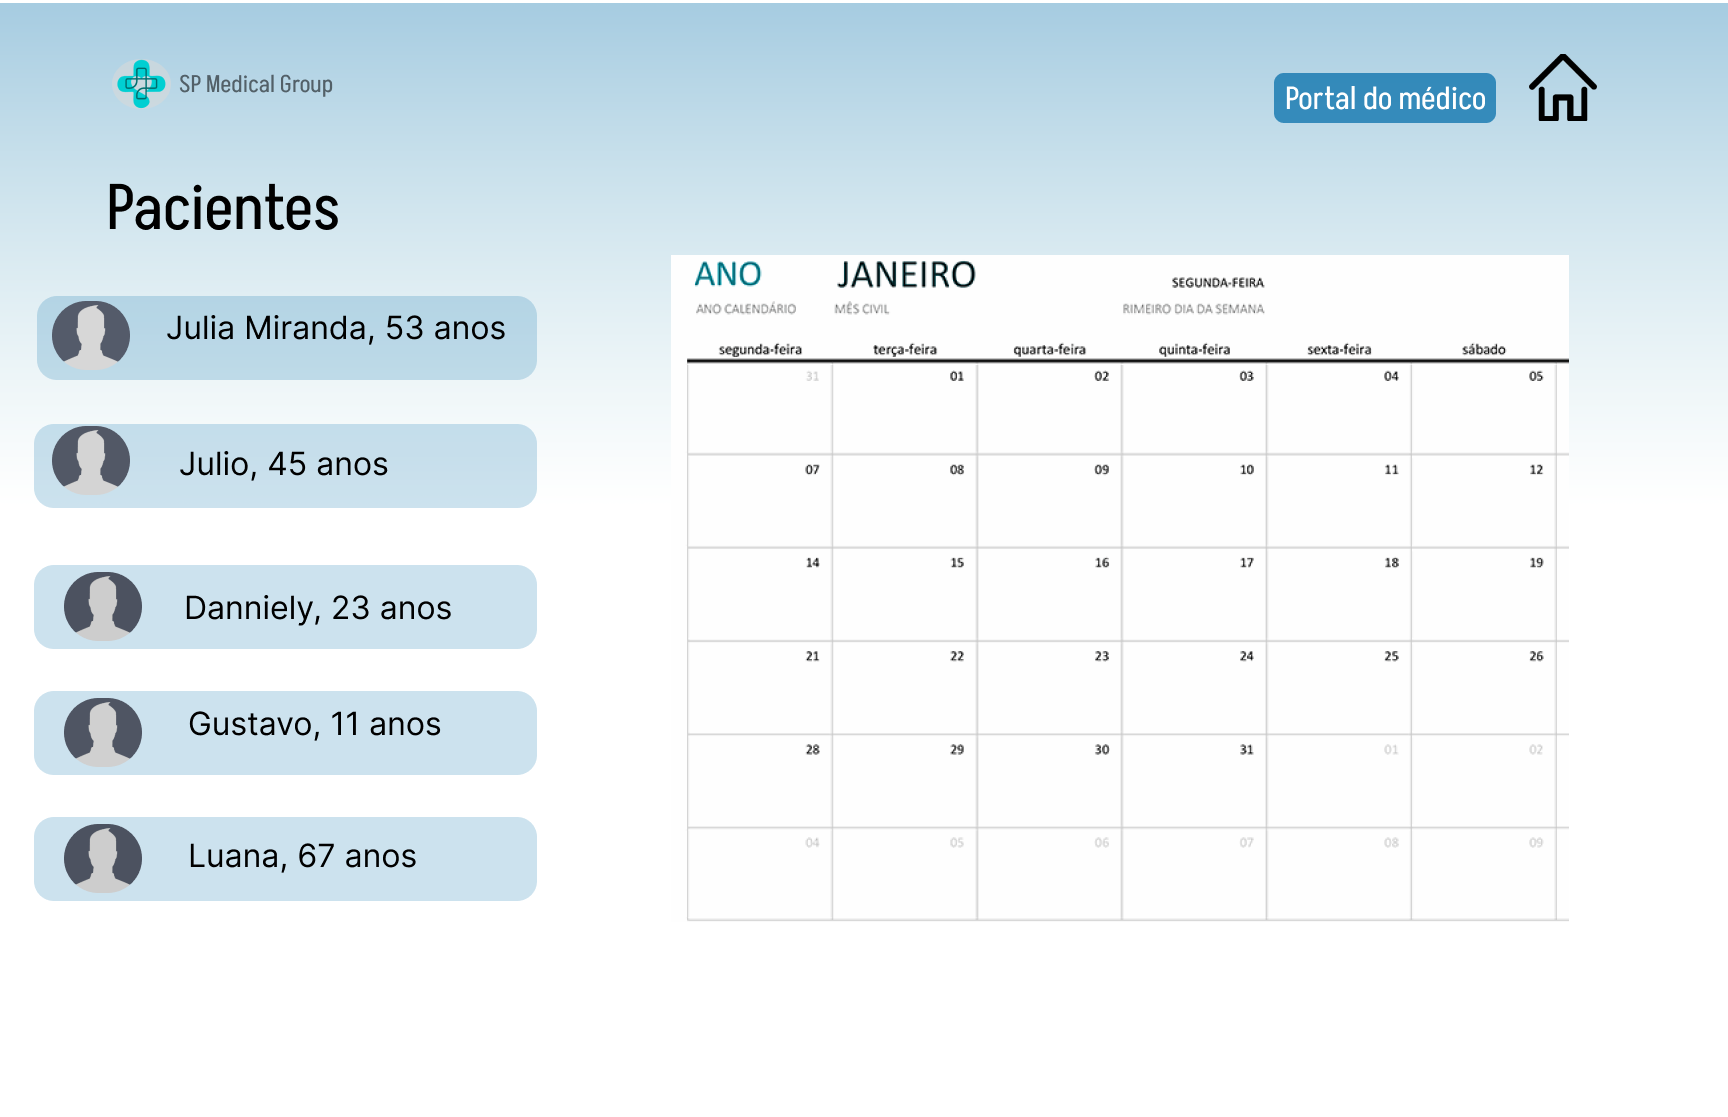 SP Medical Group
Portal do médico
Pacientes
Julia Miranda, 53 anos
Julio, 45 anos
Danniely, 23 anos
Gustavo, 11 anos
Luana, 67 anos
ANO JANEIRO SEGUNDA-FEIRA
ANO CALENDÁRIO MÊS CIVIL RIMEIRO DIA DA SEMANA
segunda-feira terça-feira quarta-feira quinta-feira sexta-feira sábado
31 01 02 03 04 05
07 08 09 10 11 12
14 15 16 17 18 19
21 22 23 24 25 26
28 29 30 31 01 02
04 05 06 07 08 09